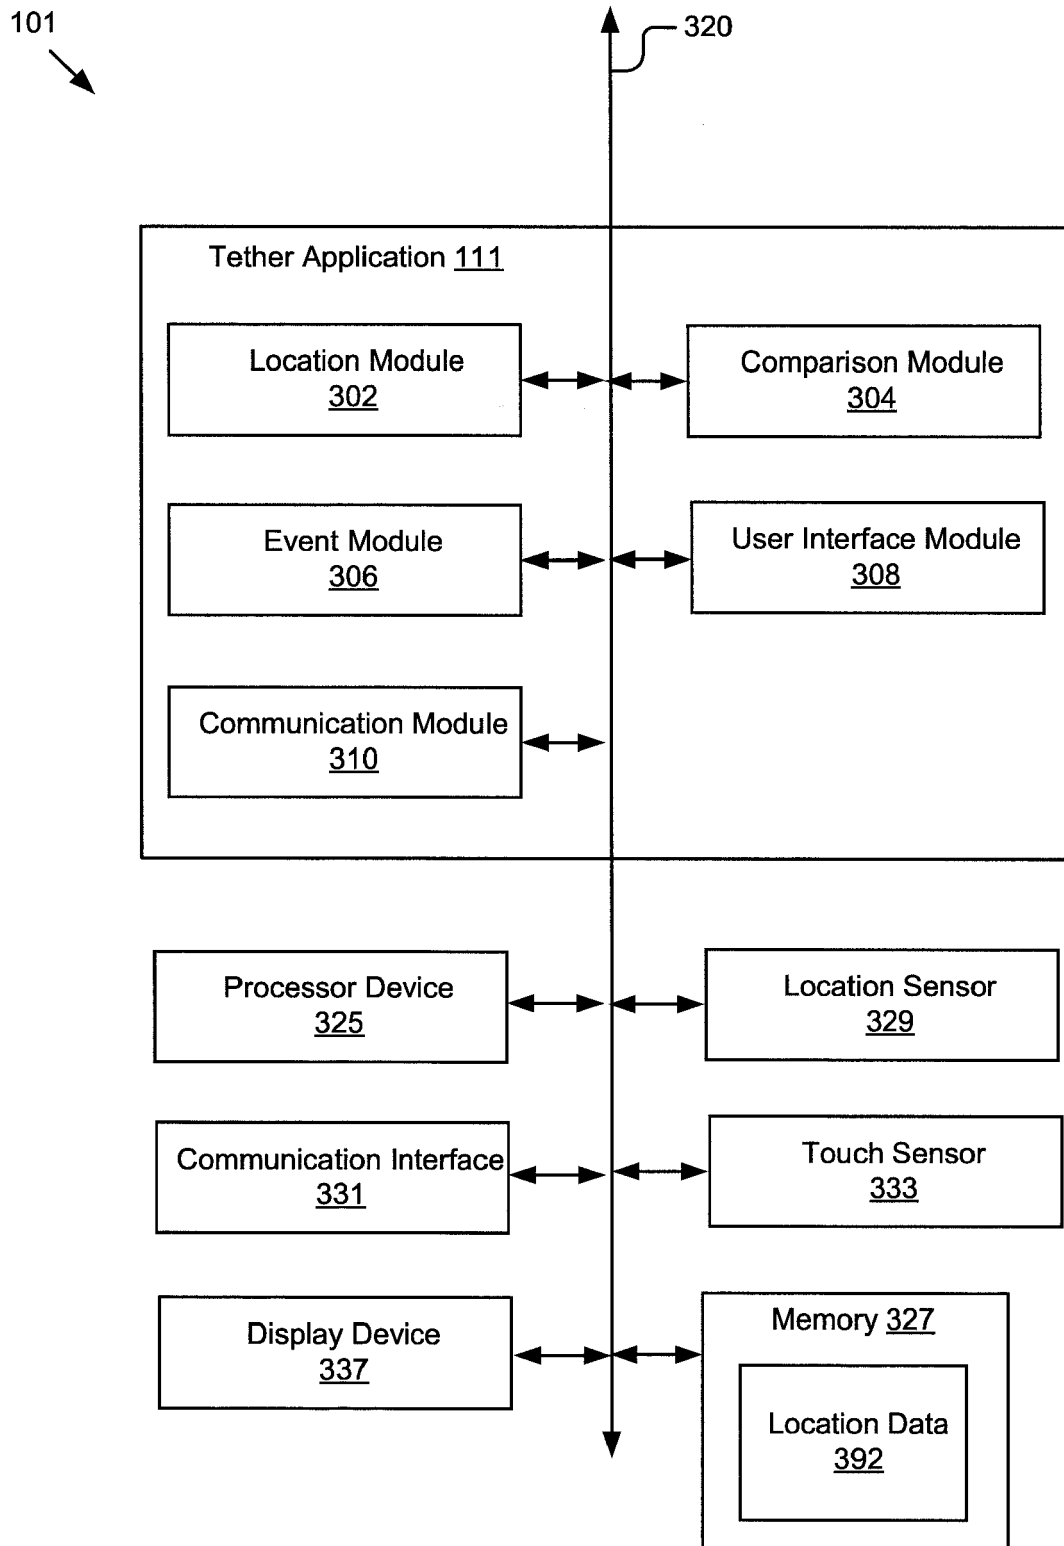 101
320
Tether Application 111
Location Module
302
Comparison Module
304
Event Module
306
User Interface Module
308
Communication Module
310
Processor Device
325
Location Sensor
329
Communication Interface
331
Touch Sensor
333
Display Device
337
Memory 327
Location Data
392